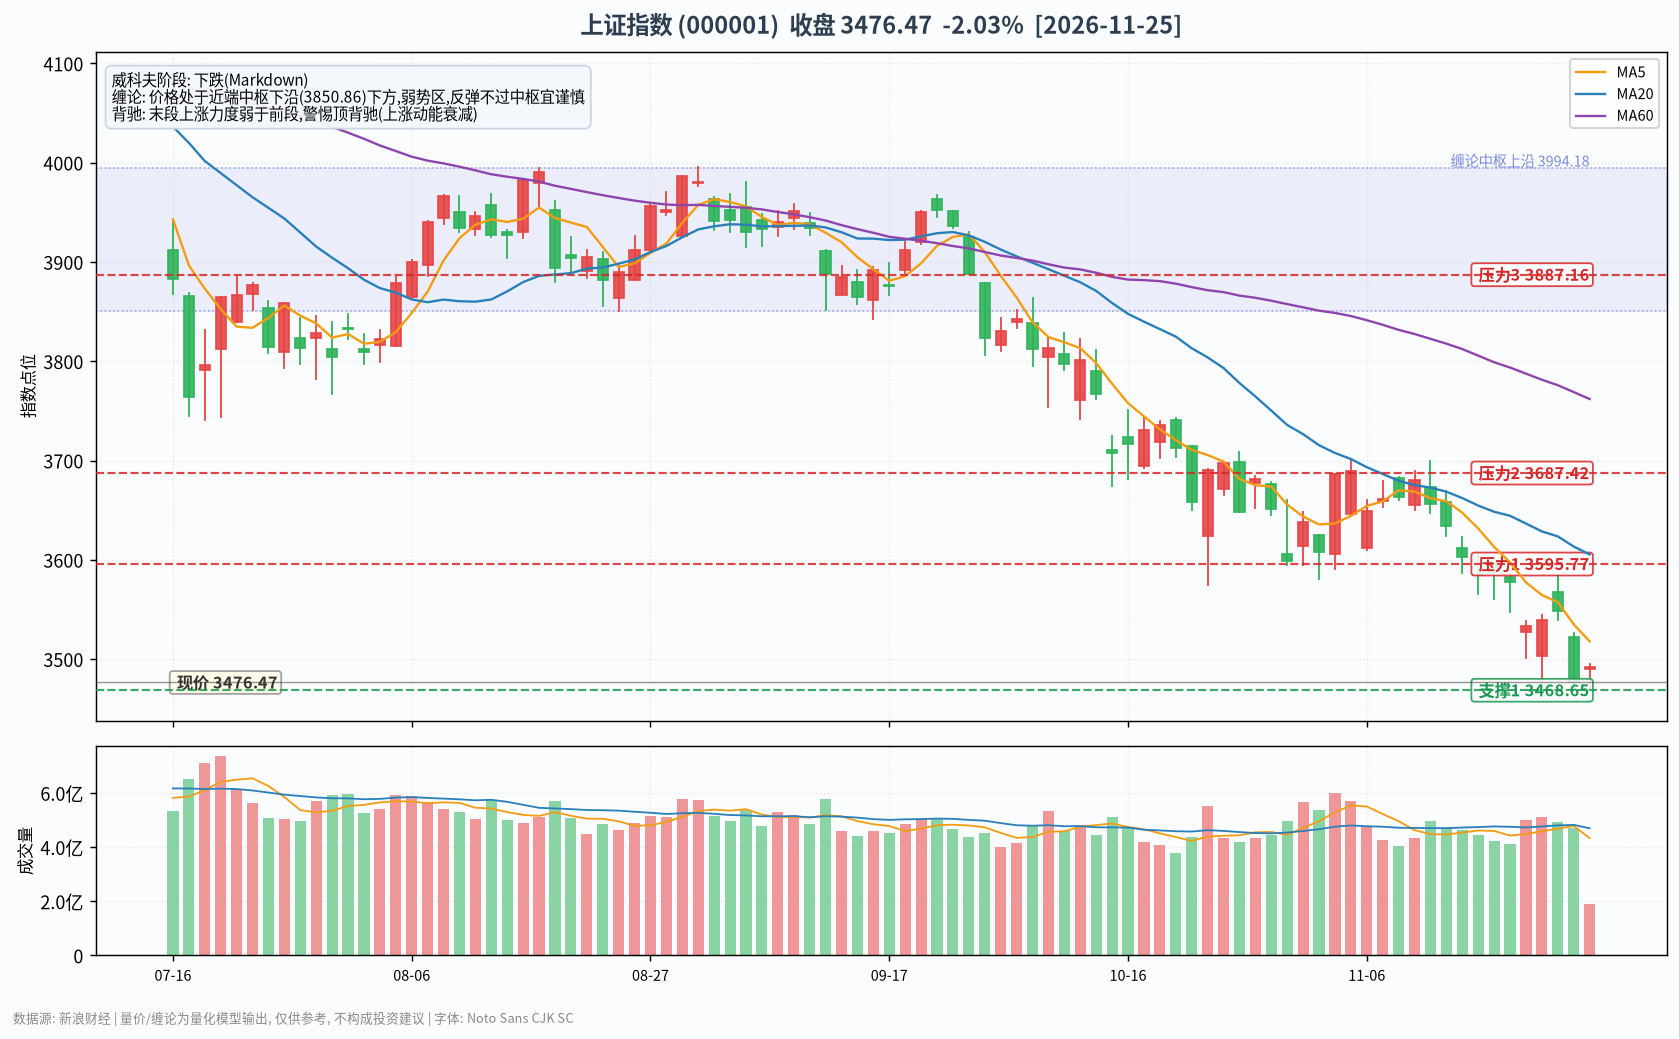 上证指数 (000001)  收盘 3476.47  -2.03%  [2026-11-25]
威科夫阶段: 下跌(Markdown)
缠论: 价格处于近端中枢下沿(3850.86)下方,弱势区,反弹不过中枢宜谨慎
背驰: 末段上涨力度弱于前段,警惕顶背驰(上涨动能衰减)
MA5
MA20
MA60
缠论中枢上沿 3994.18
压力3 3887.16
压力2 3687.42
压力1 3595.77
现价 3476.47
支撑1 3468.65
指数点位
4100
4000
3900
3800
3700
3600
3500
成交量
6.0亿
4.0亿
2.0亿
0
07-16
08-06
08-27
09-17
10-16
11-06
数据源: 新浪财经 | 量价/缠论为量化模型输出, 仅供参考, 不构成投资建议 | 字体: Noto Sans CJK SC